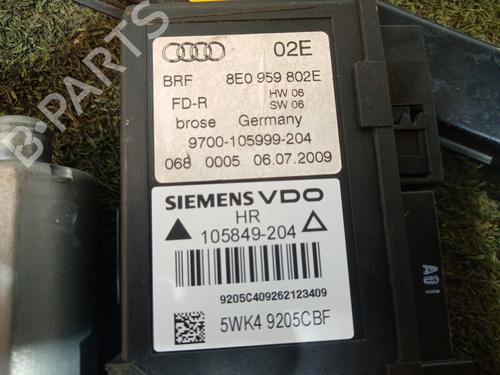 02E
BRF 8E0 959 802E
FD-R HW 06
SW 06
brose Germany
9700-105999-204
068 0005 06.07.2009
SIEMENS VDO
HR
105849-204
9205C409262123409
5WK4 9205CBF
A01
B-PARTS